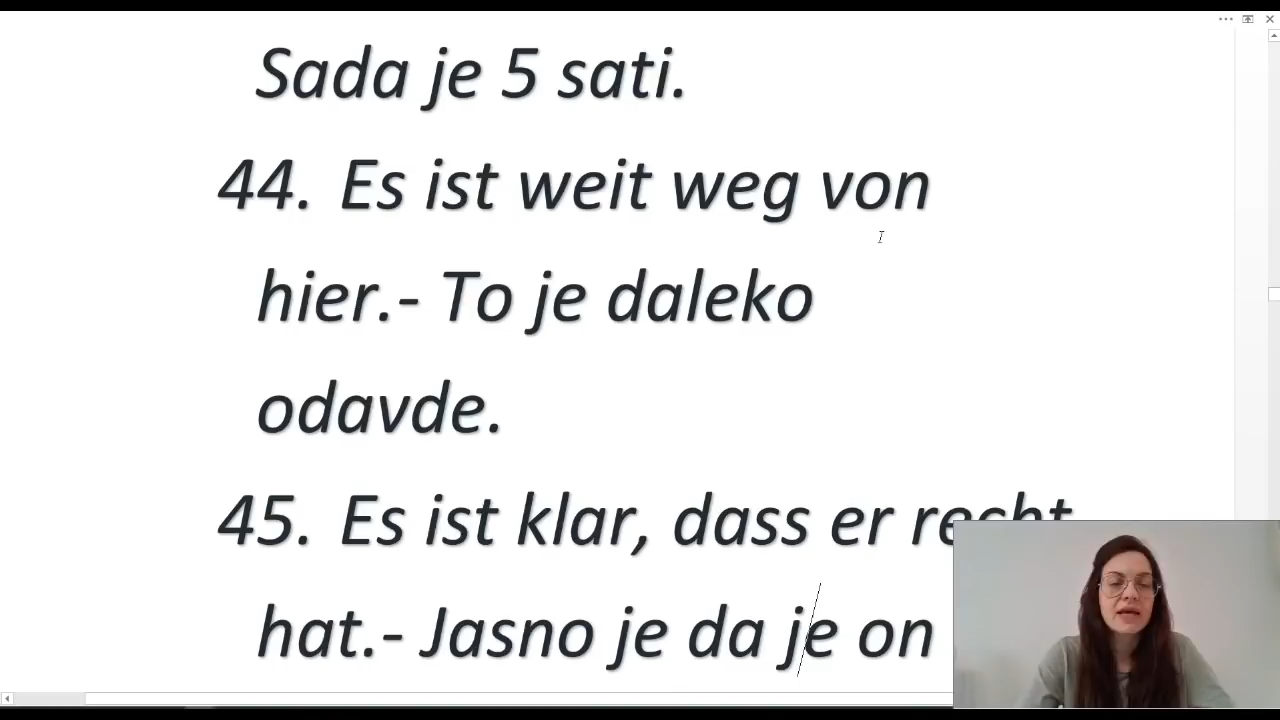 Sada je 5 sati.
44. Es ist weit weg von
hier.- To je daleko
odavde.
45. Es ist klar, dass er recht
hat.- Jasno je da je on